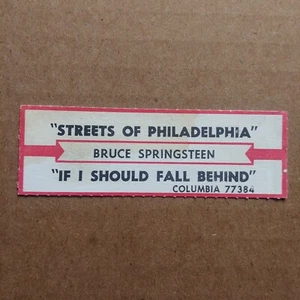 "STREETS OF PHILADELPHIA"
BRUCE SPRINGSTEEN
"IF I SHOULD FALL BEHIND"
COLUMBIA 77384